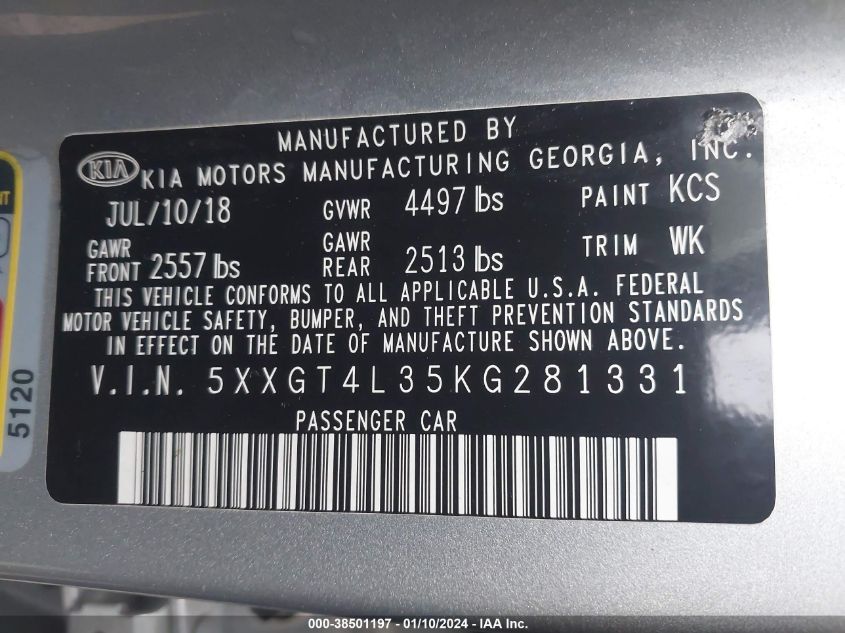 MANUFACTURED BY
KIA KIA MOTORS MANUFACTURING GEORGIA, INC.
JUL/10/18 GVWR 4497 lbs PAINT KCS
GAWR FRONT 2557 lbs GAWR REAR 2513 lbs TRIM WK
THIS VEHICLE CONFORMS TO ALL APPLICABLE U.S.A. FEDERAL
MOTOR VEHICLE SAFETY, BUMPER, AND THEFT PREVENTION STANDARDS
IN EFFECT ON THE DATE OF MANUFACTURE SHOWN ABOVE.
V.I.N. 5XXGT4L35KG281331
PASSENGER CAR
5120
000-38501197 - 01/10/2024 - IAA Inc.